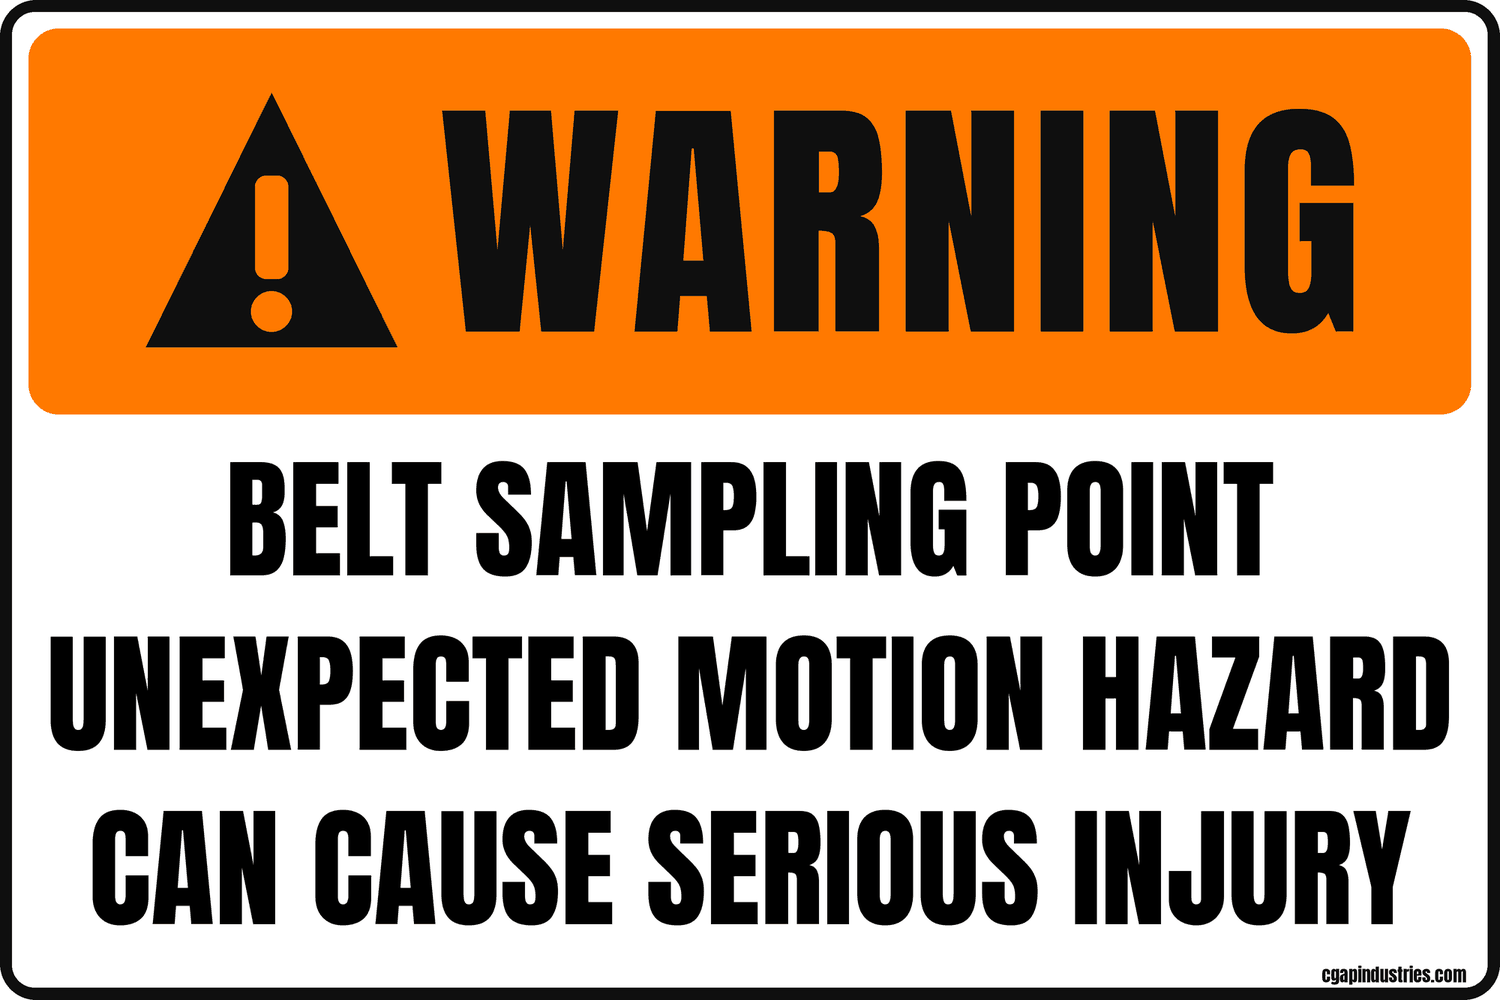 WARNING
BELT SAMPLING POINT
UNEXPECTED MOTION HAZARD
CAN CAUSE SERIOUS INJURY
cgapindustries.com